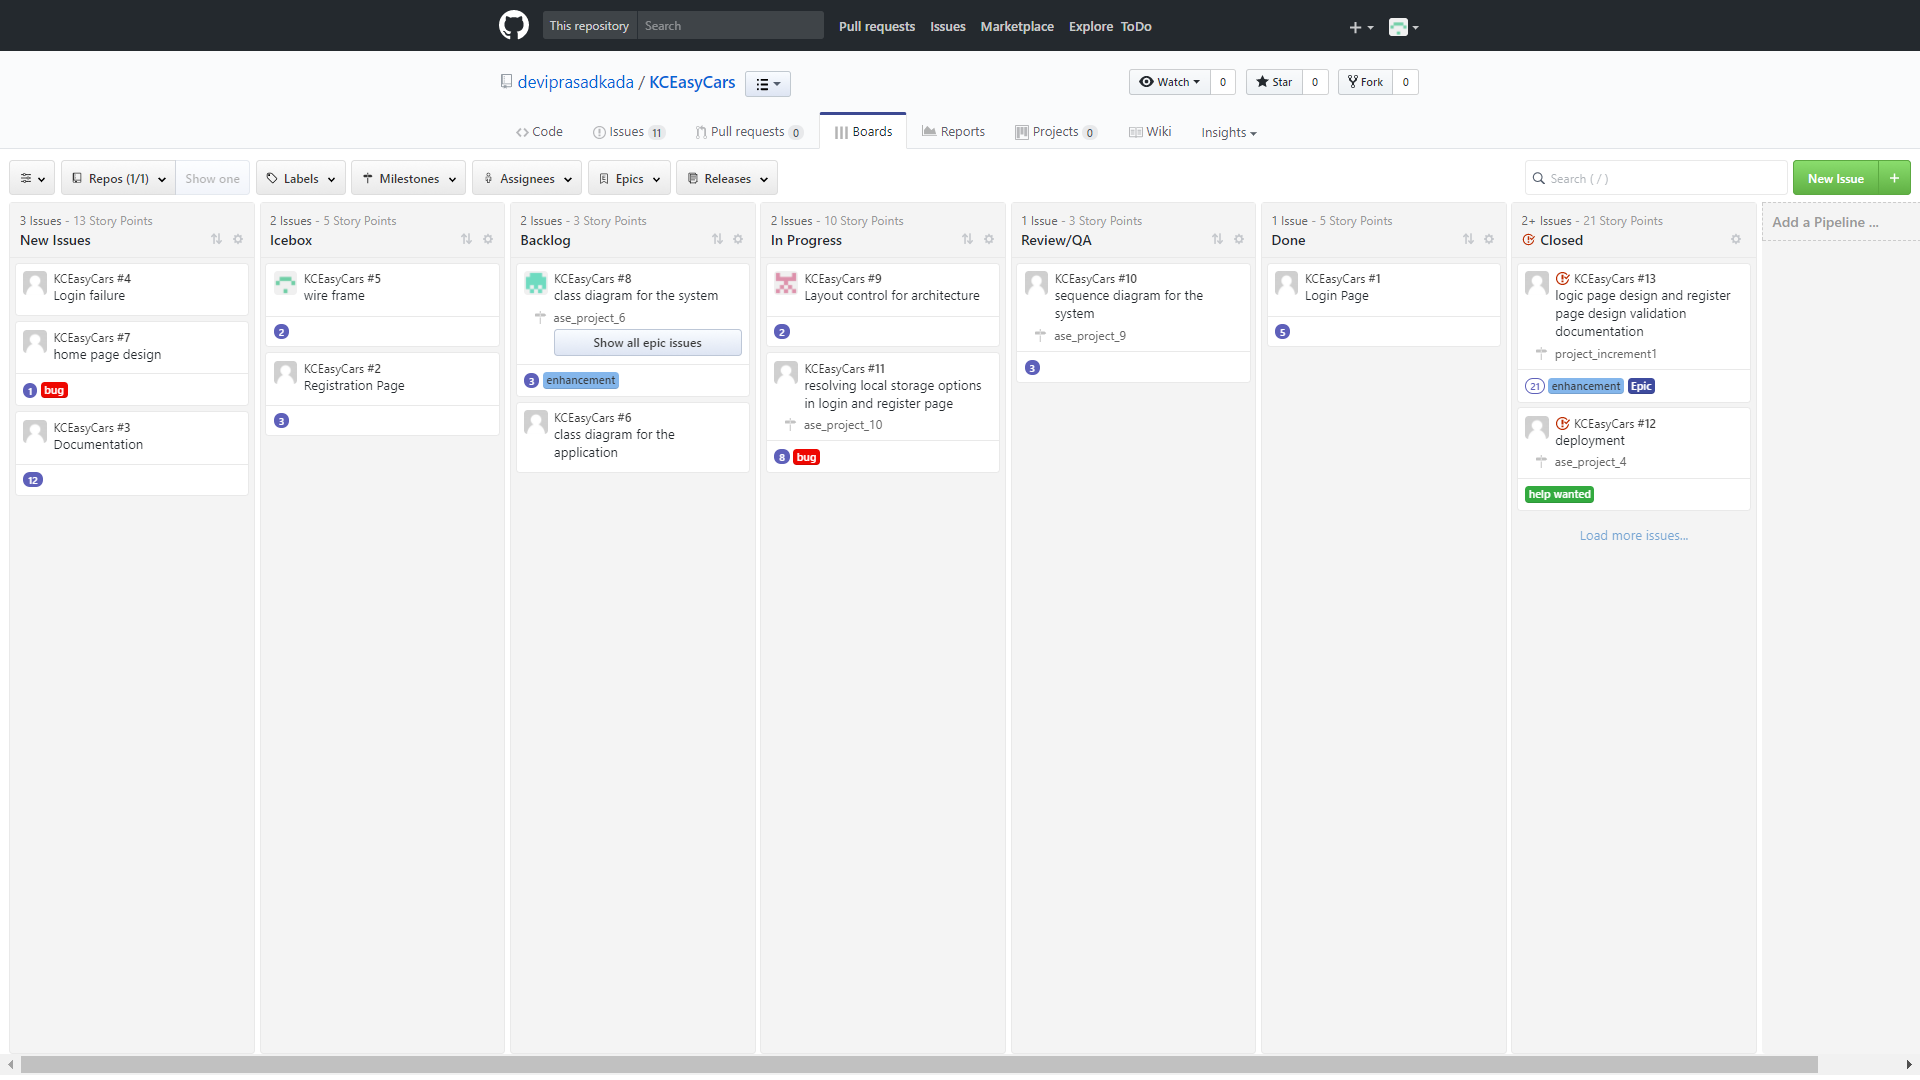 This repository Search Pull requests Issues Marketplace Explore ToDo
deviprasadkada / KCEasyCars
Watch 0 Star 0 Fork 0
Code Issues 11 Pull requests 0 Boards Reports Projects 0 Wiki Insights
Repos (1/1) Show one Labels Milestones Assignees Epics Releases Search ( / ) New Issue +
3 Issues - 13 Story Points
New Issues
KCEasyCars #4
Login failure
KCEasyCars #7
home page design
1 bug
KCEasyCars #3
Documentation
12
2 Issues - 5 Story Points
Icebox
KCEasyCars #5
wire frame
2
KCEasyCars #2
Registration Page
3
2 Issues - 3 Story Points
Backlog
KCEasyCars #8
class diagram for the system
ase_project_6
Show all epic issues
3 enhancement
KCEasyCars #6
class diagram for the
application
2 Issues - 10 Story Points
In Progress
KCEasyCars #9
Layout control for architecture
2
KCEasyCars #11
resolving local storage options
in login and register page
ase_project_10
8 bug
1 Issue - 3 Story Points
Review/QA
KCEasyCars #10
sequence diagram for the
system
ase_project_9
3
1 Issue - 5 Story Points
Done
KCEasyCars #1
Login Page
5
2+ Issues - 21 Story Points
Closed
KCEasyCars #13
logic page design and register
page design validation
documentation
project_increment1
21 enhancement Epic
KCEasyCars #12
deployment
ase_project_4
help wanted
Load more issues...
Add a Pipeline ...